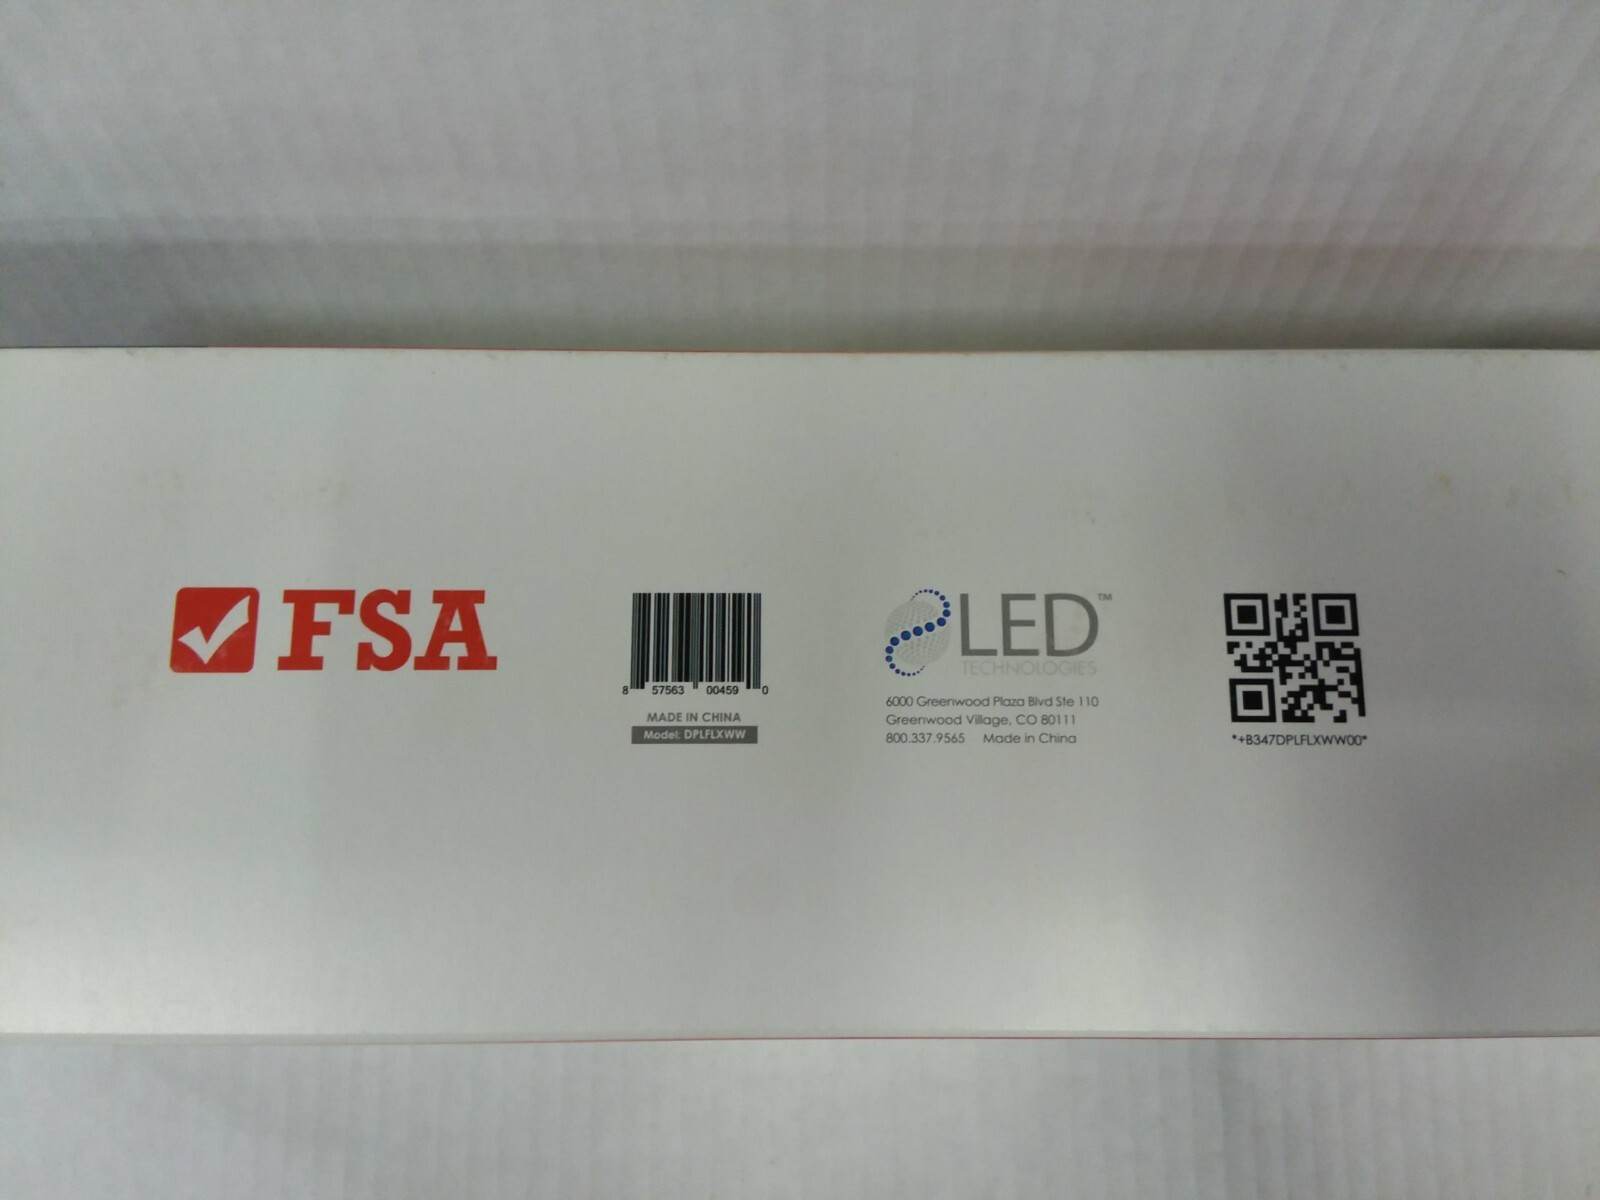 FSA
8 57563 00459 0
MADE IN CHINA
Model: DPLFLXWW
LED™
TECHNOLOGIES
6000 Greenwood Plaza Blvd Ste 110
Greenwood Village, CO 80111
800.337.9565 Made in China
*+B347DPLFLXWW00*